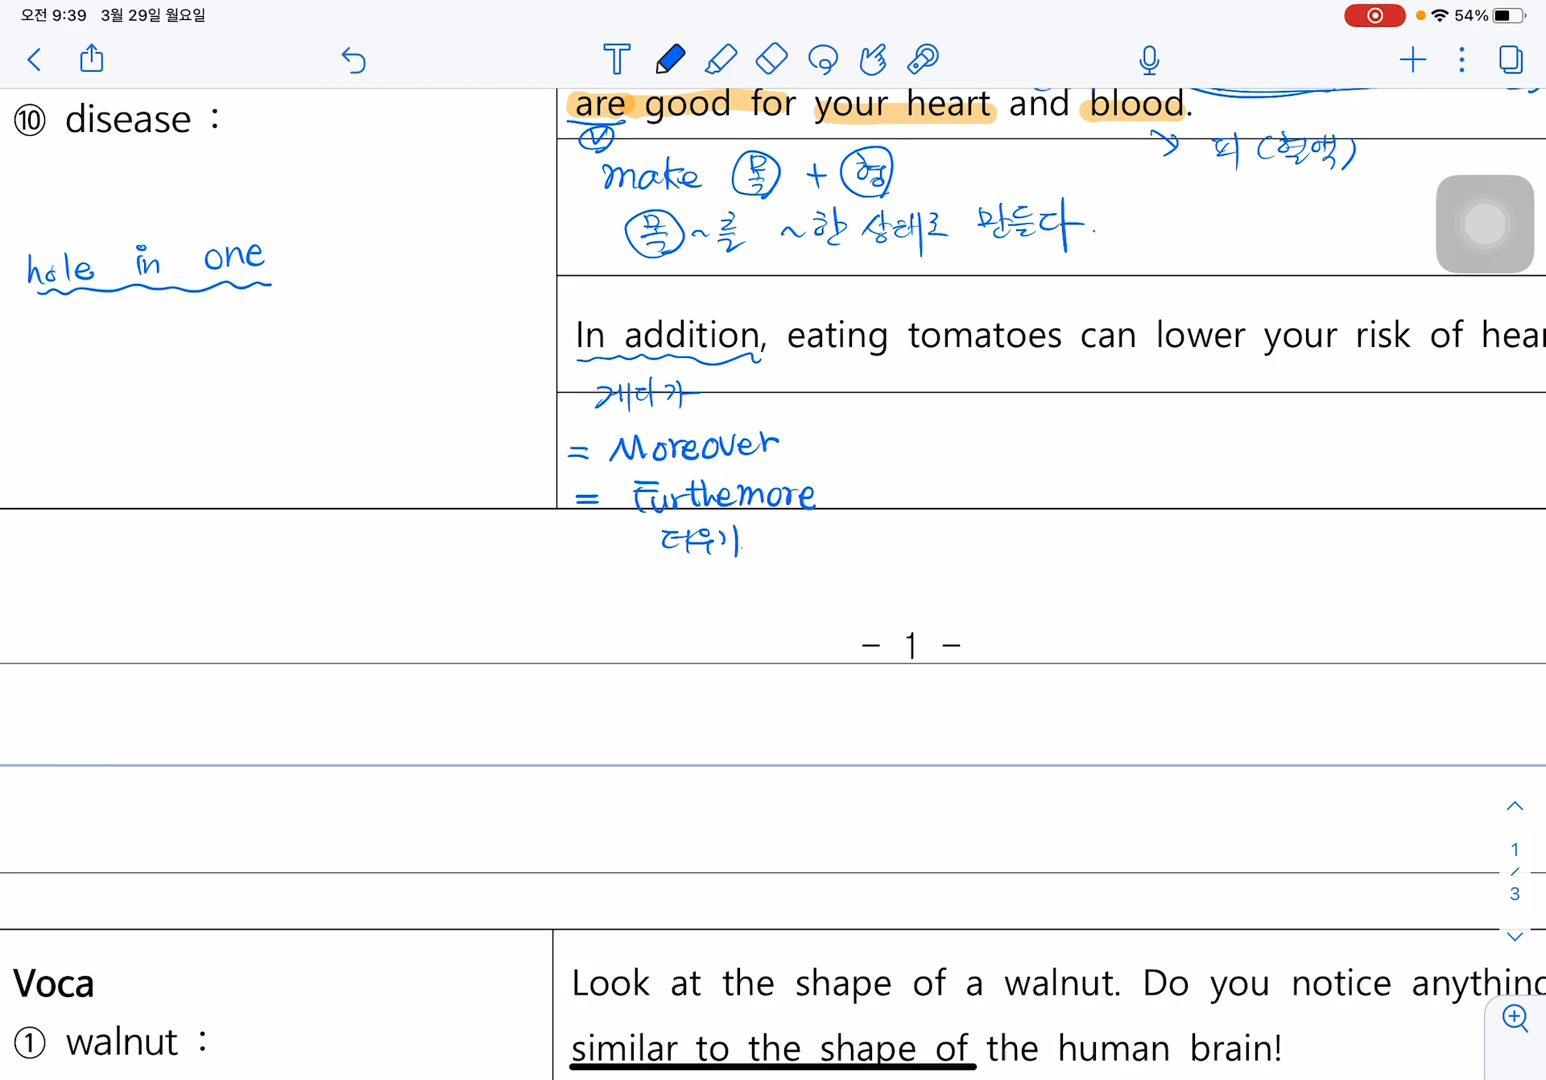 오전 9:39 3월 29일 월요일
54%
⑩ disease :
are good for your heart and blood.
V
→ 피 (혈액)
make 목 + 형
목 ~를 ~한 상태로 만들다.
hole in one
In addition, eating tomatoes can lower your risk of hear
게다가
= Moreover
= Furthemore
더욱기
- 1 -
1
/
3
Voca
① walnut :
Look at the shape of a walnut. Do you notice anything
similar to the shape of the human brain!